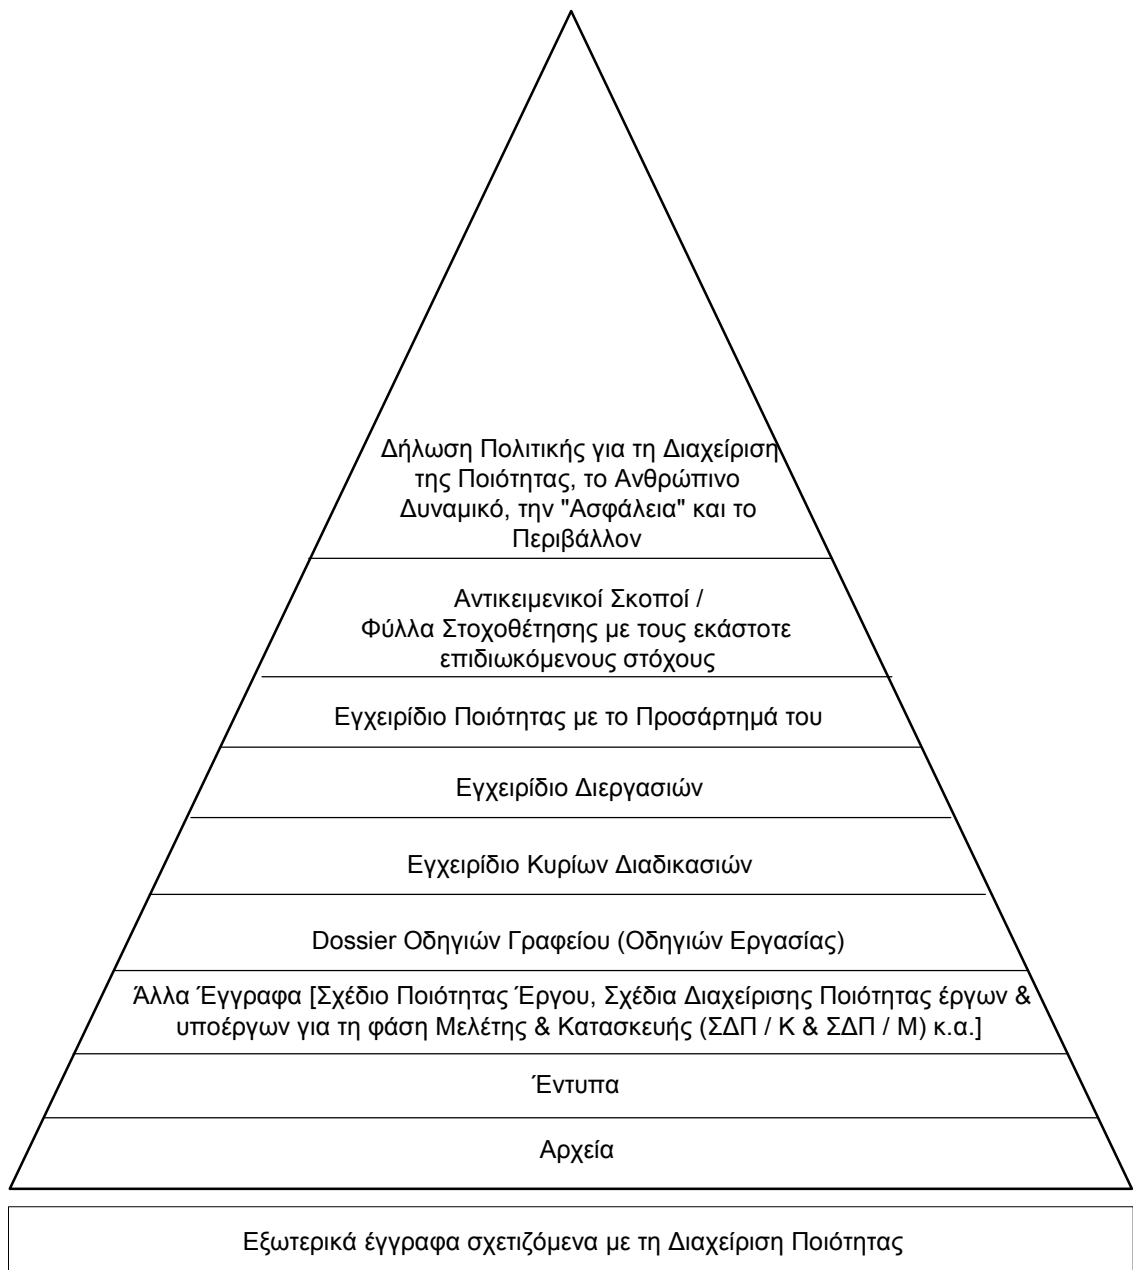 Δήλωση Πολιτικής για τη Διαχείριση
της Ποιότητας, το Ανθρώπινο
Δυναμικό, την "Ασφάλεια" και το
Περιβάλλον
Αντικειμενικοί Σκοποί /
Φύλλα Στοχοθέτησης με τους εκάστοτε
επιδιωκόμενους στόχους
Εγχειρίδιο Ποιότητας με το Προσάρτημά του
Εγχειρίδιο Διεργασιών
Εγχειρίδιο Κυρίων Διαδικασιών
Dossier Οδηγιών Γραφείου (Οδηγιών Εργασίας)
Άλλα Έγγραφα [Σχέδιο Ποιότητας Έργου, Σχέδια Διαχείρισης Ποιότητας έργων &
υποέργων για τη φάση Μελέτης & Κατασκευής (ΣΔΠ / Κ & ΣΔΠ / Μ) κ.α.]
Έντυπα
Αρχεία
Εξωτερικά έγγραφα σχετιζόμενα με τη Διαχείριση Ποιότητας